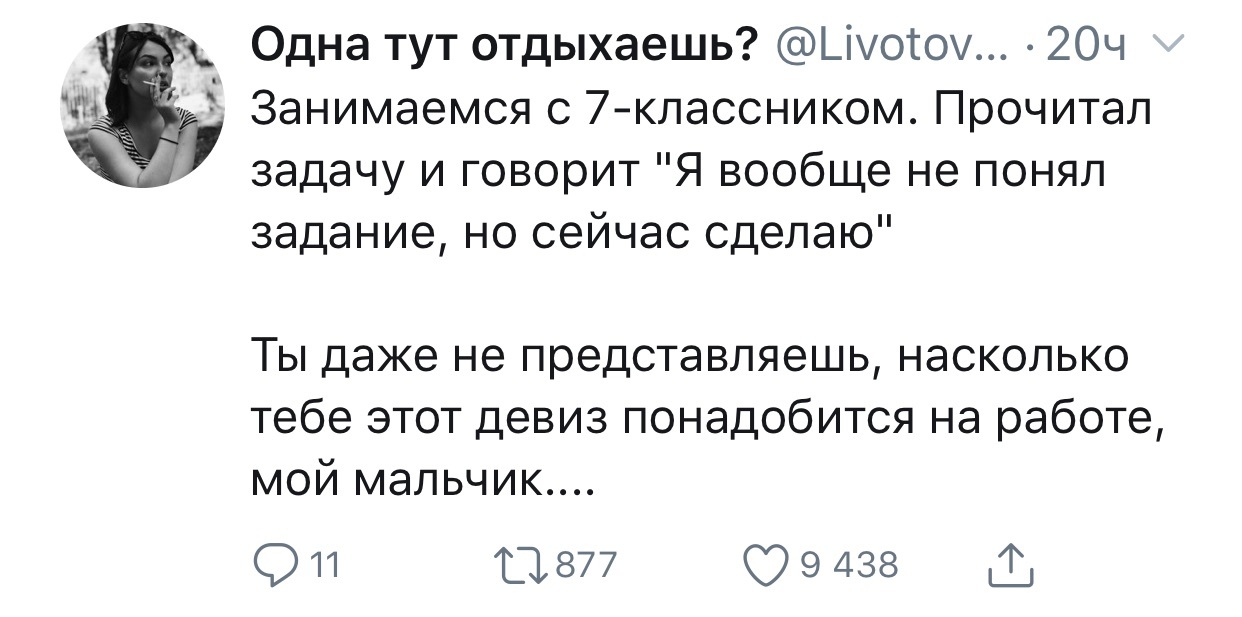 Одна тут отдыхаешь? @Livotov... · 20ч
Занимаемся с 7-классником. Прочитал
задачу и говорит "Я вообще не понял
задание, но сейчас сделаю"
Ты даже не представляешь, насколько
тебе этот девиз понадобится на работе,
мой мальчик....
11 877 9 438